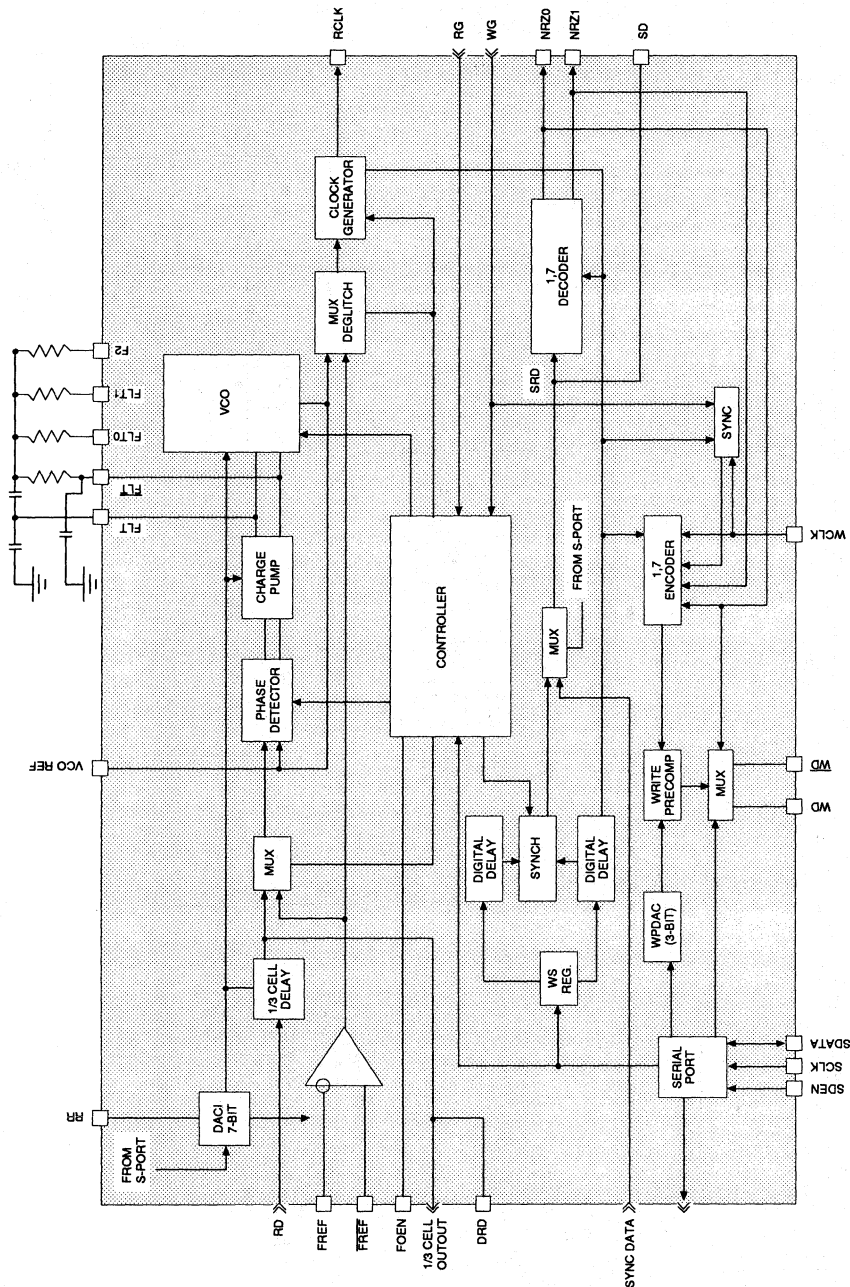 RR
VCO REF
FLT
FLT
FLT0
FLT1
F2
FROM
S-PORT
DACI
7-BIT
1/3 CELL
DELAY
MUX
PHASE
DETECTOR
CHARGE
PUMP
VCO
MUX
DEGLITCH
CLOCK
GENERATOR
CONTROLLER
WS
REG.
DIGITAL
DELAY
SYNCH
DIGITAL
DELAY
MUX
FROM S-PORT
SRD
1,7
DECODER
SERIAL
PORT
WPDAC
(3-BIT)
WRITE
PRECOMP
MUX
1,7
ENCODER
SYNC
RD
FREF
FREF
FOEN
1/3 CELL
OUTOUT
DRD
SYNC DATA
RCLK
RG
WG
NRZ0
NRZ1
SD
SDEN
SCLK
SDATA
WD
WD
WCLK